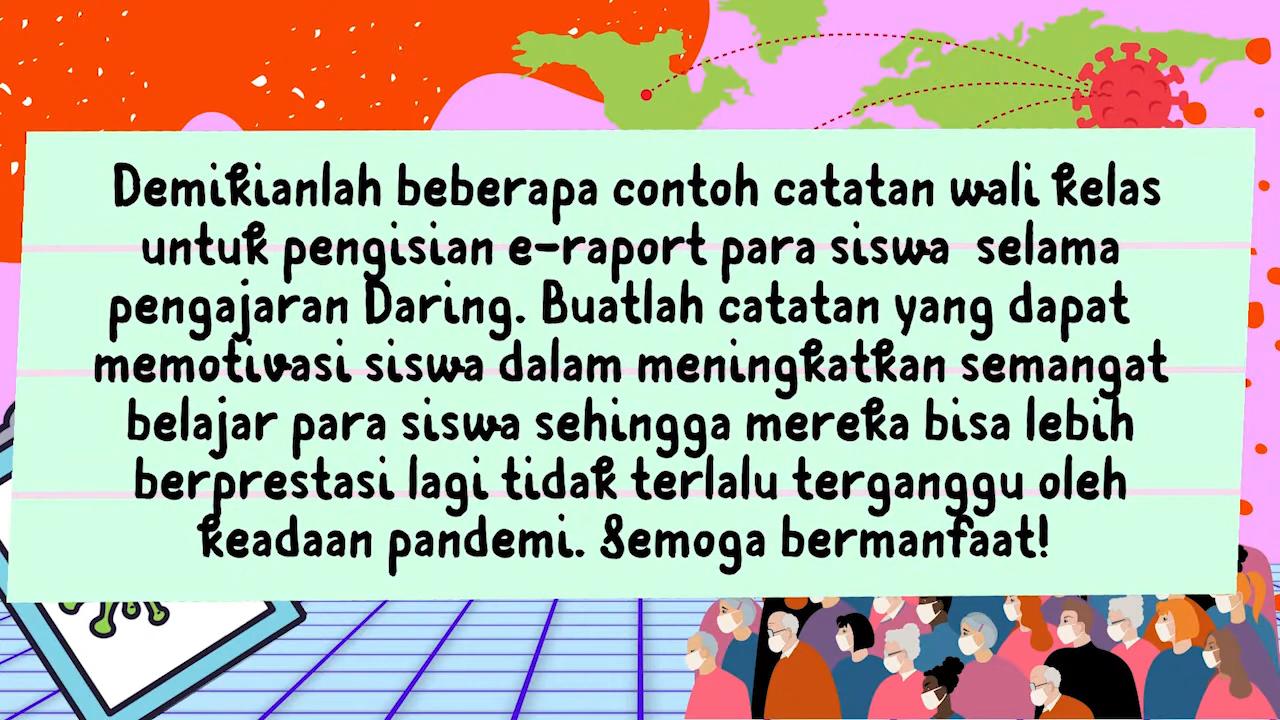 Demikianlah beberapa contoh catatan wali kelas
untuk pengisian e-raport para siswa selama
pengajaran Daring. Buatlah catatan yang dapat
memotivasi siswa dalam meningkatkan semangat
belajar para siswa sehingga mereka bisa lebih
berprestasi lagi tidak terlalu terganggu oleh
keadaan pandemi. Semoga bermanfaat!